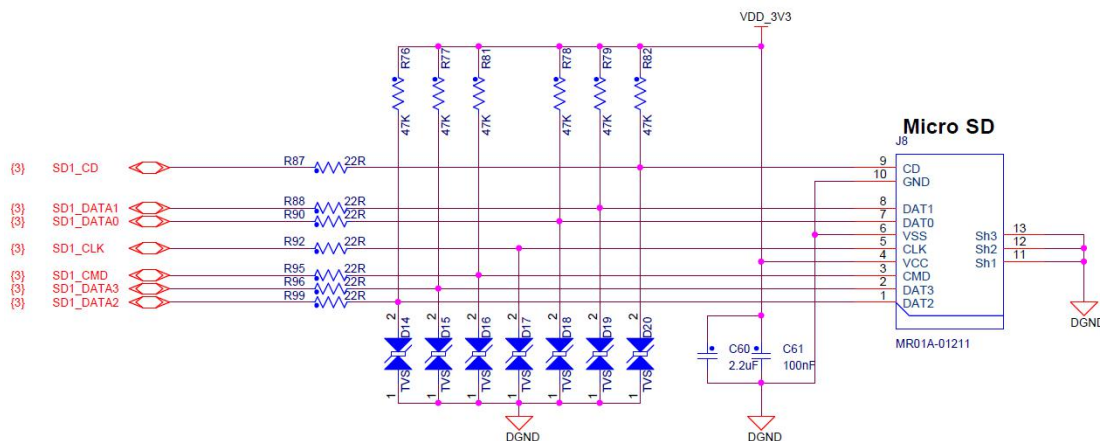 VDD_3V3
R76 R77 R81 R78 R79 R82
47K 47K 47K 47K 47K 47K
Micro SD
J8
{3} SD1_CD R87 22R 9 CD
10 GND
{3} SD1_DATA1 R88 22R 8 DAT1
{3} SD1_DATA0 R90 22R 7 DAT0
6 VSS Sh3 13
{3} SD1_CLK R92 22R 5 CLK Sh2 12
4 VCC Sh1 11
{3} SD1_CMD R95 22R 3 CMD
{3} SD1_DATA3 R96 22R 2 DAT3
{3} SD1_DATA2 R99 22R 1 DAT2
2 2 2 2 2 2 2
D14 D15 D16 D17 D18 D19 D20
TVS TVS TVS TVS TVS TVS TVS
1 1 1 1 1 1 1
C60 C61
2.2uF 100nF
MR01A-01211
DGND
DGND
DGND